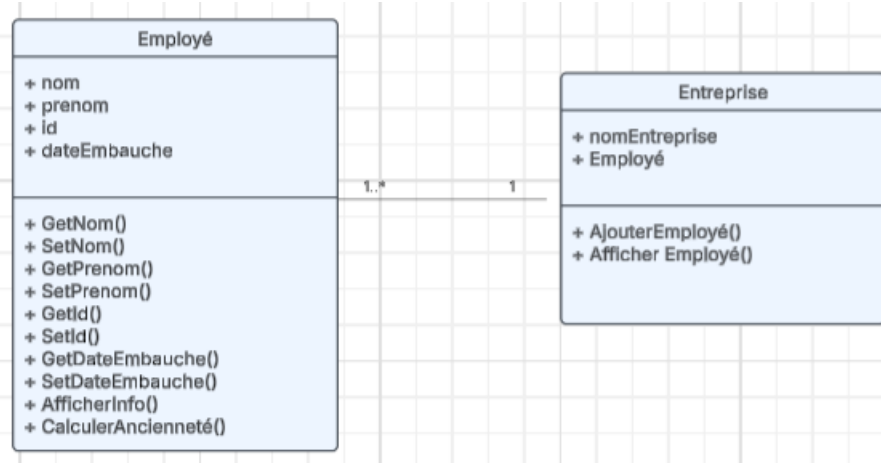 Employé
+ nom
+ prenom
+ id
+ dateEmbauche
+ GetNom()
+ SetNom()
+ GetPrenom()
+ SetPrenom()
+ GetId()
+ SetId()
+ GetDateEmbauche()
+ SetDateEmbauche()
+ AfficherInfo()
+ CalculerAncienneté()
1..*
1
Entreprise
+ nomEntreprise
+ Employé
+ AjouterEmployé()
+ Afficher Employé()